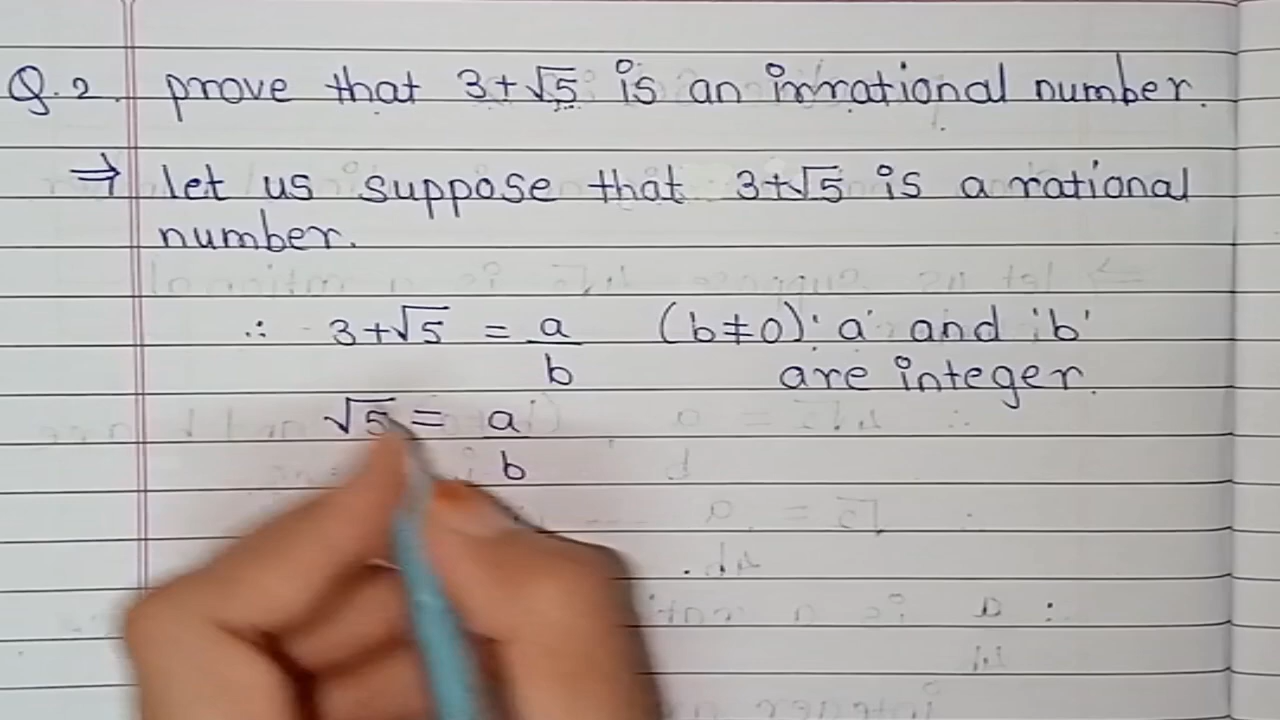 Q.2. prove that 3+√5 is an irrational number.
⇒ let us suppose that 3+√5 is a rational
number.
∴ 3+√5 = a/b (b≠0) 'a' and 'b'
are integer.
√5 = a/b